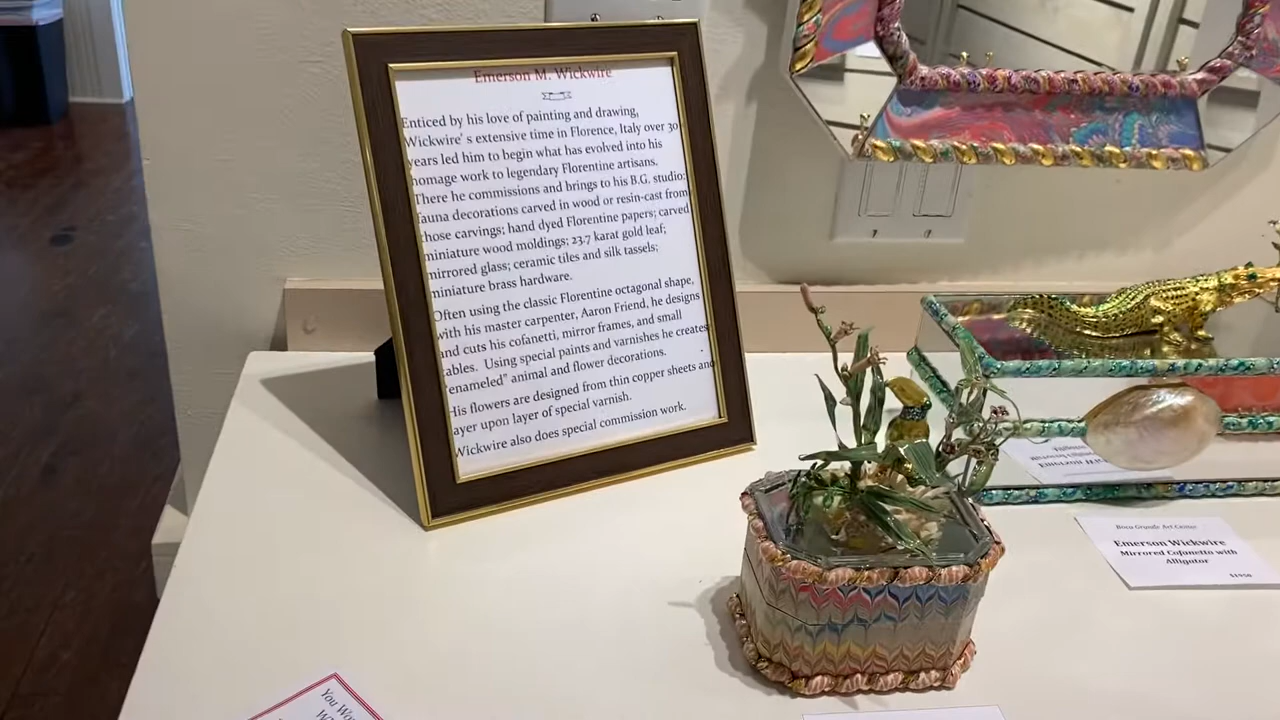 Emerson M. Wickwire
Enticed by his love of painting and drawing,
Wickwire' s extensive time in Florence, Italy over 30
years led him to begin what has evolved into his
homage work to legendary Florentine artisans.
There he commissions and brings to his B.G. studio:
fauna decorations carved in wood or resin-cast from
those carvings; hand dyed Florentine papers; carved
miniature wood moldings; 23.7 karat gold leaf;
mirrored glass; ceramic tiles and silk tassels;
miniature brass hardware.
Often using the classic Florentine octagonal shape,
with his master carpenter, Aaron Friend, he designs
and cuts his cofanetti, mirror frames, and small
ables. Using special paints and varnishes he creates
"enameled" animal and flower decorations.
His flowers are designed from thin copper sheets and
ayer upon layer of special varnish.
Wickwire also does special commission work.
Boca Grande Art Center
Emerson Wickwire
Mirrored Cofanetto with
Alligator
$1950
You Wo